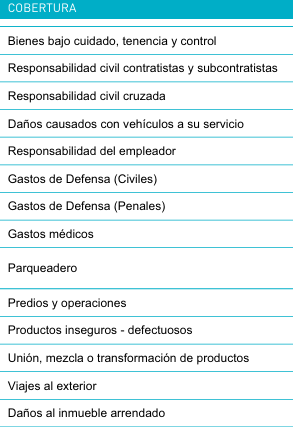 COBERTURA
Bienes bajo cuidado, tenencia y control
Responsabilidad civil contratistas y subcontratistas
Responsabilidad civil cruzada
Daños causados con vehículos a su servicio
Responsabilidad del empleador
Gastos de Defensa (Civiles)
Gastos de Defensa (Penales)
Gastos médicos
Parqueadero
Predios y operaciones
Productos inseguros - defectuosos
Unión, mezcla o transformación de productos
Viajes al exterior
Daños al inmueble arrendado